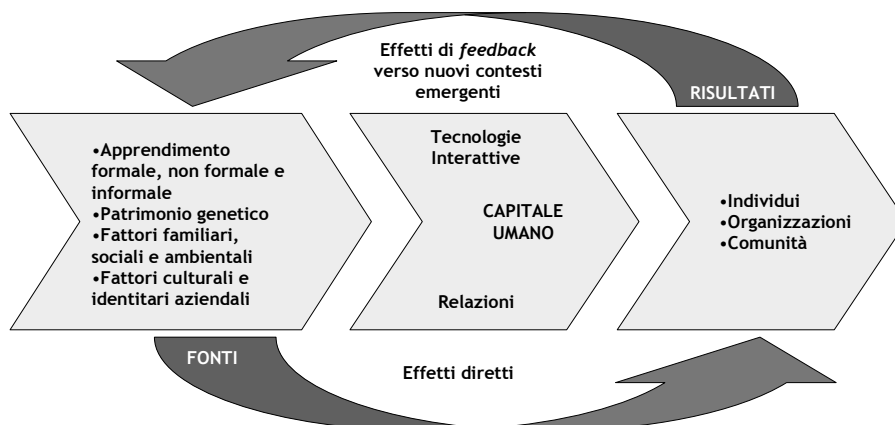 Effetti di feedback
verso nuovi contesti
emergenti
RISULTATI
•Apprendimento
formale, non formale e
informale
•Patrimonio genetico
•Fattori familiari,
sociali e ambientali
•Fattori culturali e
identitari aziendali
Tecnologie
Interattive
CAPITALE
UMANO
Relazioni
•Individui
•Organizzazioni
•Comunità
FONTI
Effetti diretti